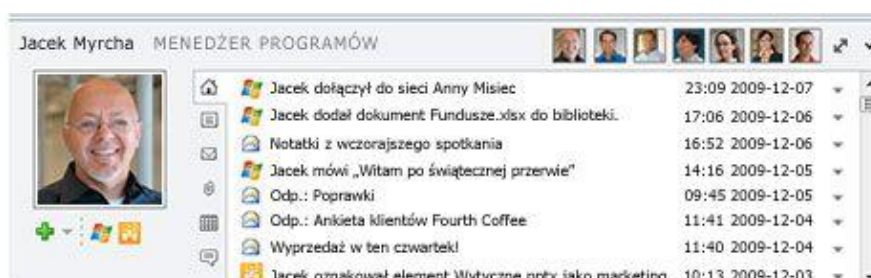 Jacek Myrcha MENEDŻER PROGRAMÓW
Jacek dołączył do sieci Anny Misiec 23:09 2009-12-07
Jacek dodał dokument Fundusze.xlsx do biblioteki. 17:06 2009-12-06
Notatki z wczorajszego spotkania 16:52 2009-12-06
Jacek mówi „Witam po świątecznej przerwie” 14:16 2009-12-05
Odp.: Poprawki 09:45 2009-12-05
Odp.: Ankieta klientów Fourth Coffee 11:41 2009-12-04
Wyprzedaż w ten czwartek! 11:40 2009-12-04
Jacek oznakował element Wytyczne.pptx jako marketing 10:13 2009-12-03